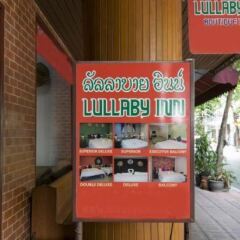 LULLABY
BOUTIQUE
ลัลลาบาย อินน์
LULLABY INN
SUPERIOR DELUXE
SUPERIOR
EXECUTIVE BALCONY
DOUBLE DELUXE
DELUXE
BALCONY